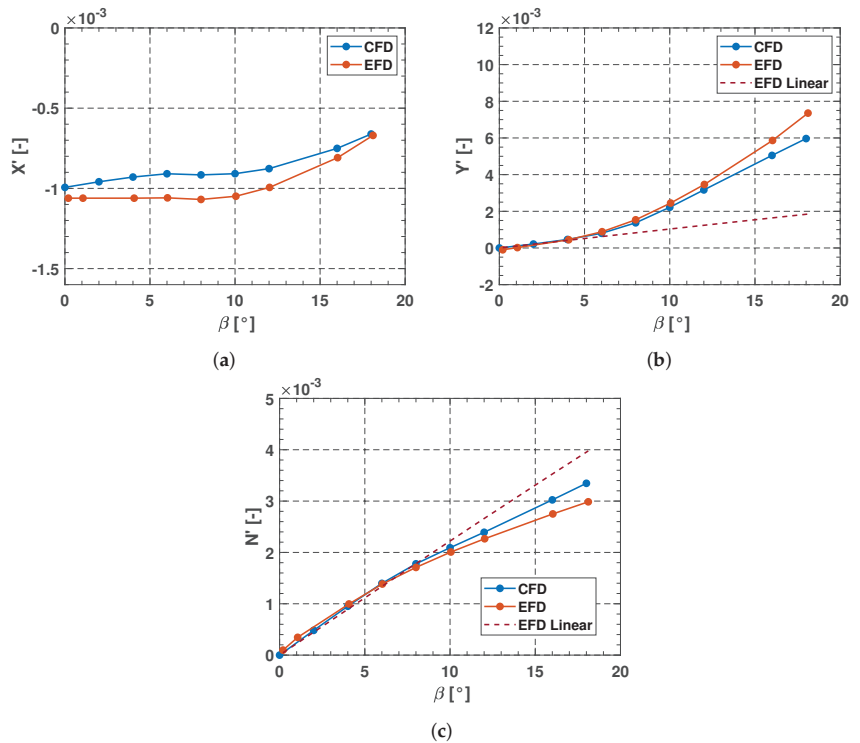 ×10⁻³
0
-0.5
-1
-1.5
X' [-]
CFD
EFD
0 5 10 15 20
β [°]
(a)
×10⁻³
12
10
8
6
4
2
0
-2
Y' [-]
CFD
EFD
EFD Linear
0 5 10 15 20
β [°]
(b)
×10⁻³
5
4
3
2
1
0
N' [-]
CFD
EFD
EFD Linear
0 5 10 15 20
β [°]
(c)